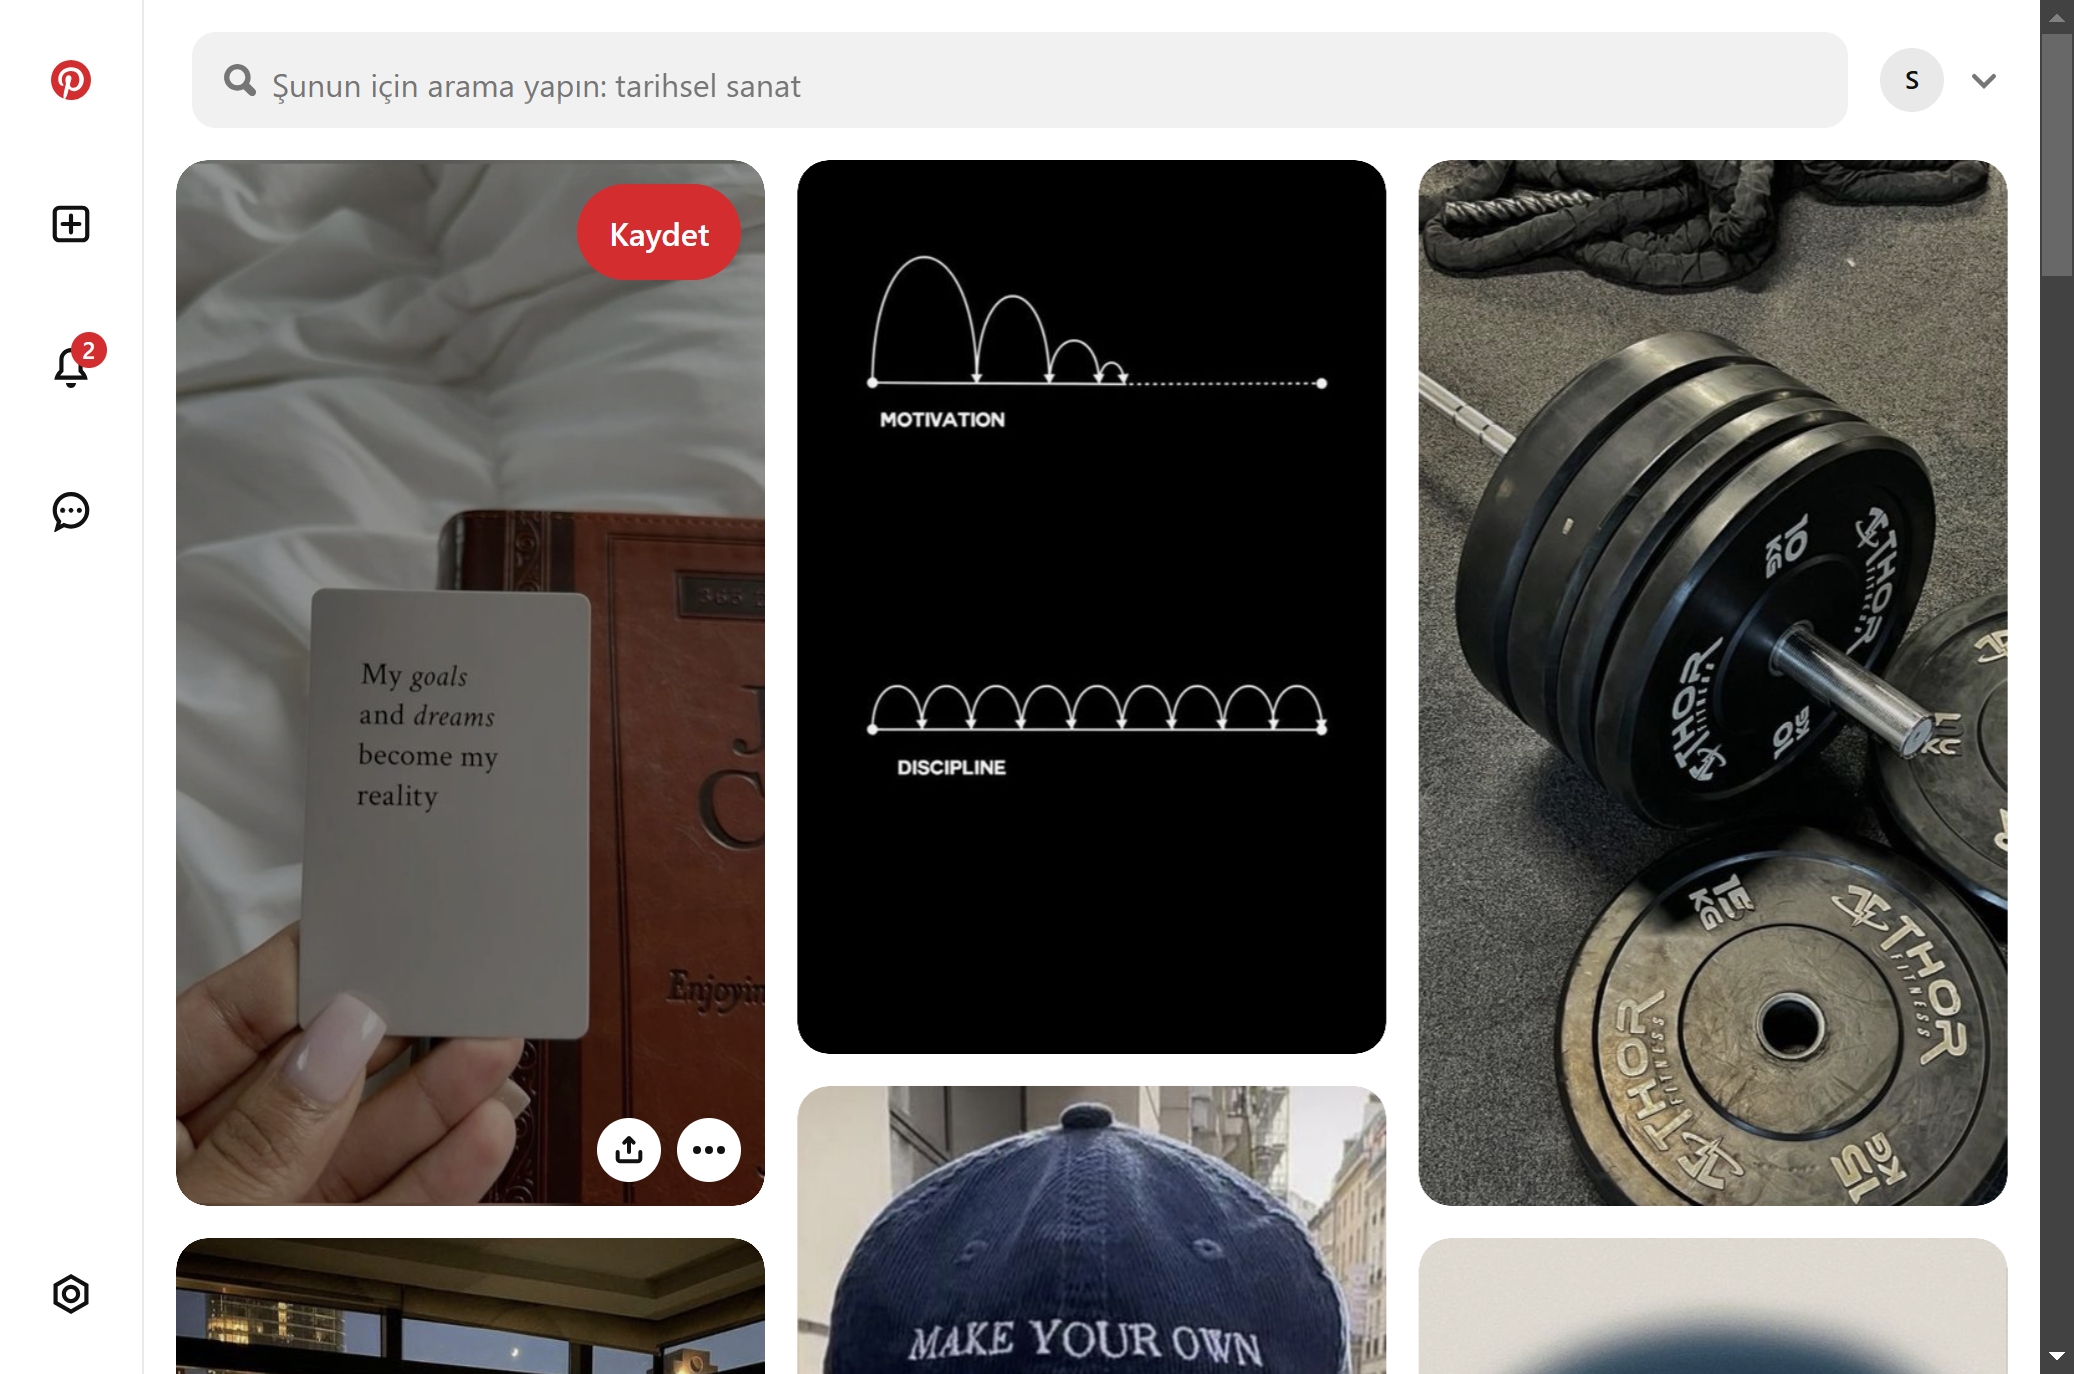 Şunun için arama yapın: tarihsel sanat
S
2
Kaydet
My goals
and dreams
become my
reality
365
Enjoyin
MOTIVATION
DISCIPLINE
10
KG
THOR
THOR
10
KG
KG
15
KG
THOR
FITNESS
THOR
FITNESS
15
KG
MAKE YOUR OWN